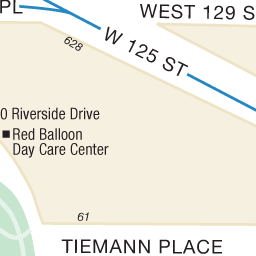 PL
WEST 129 S
628
W 125 ST
0 Riverside Drive
Red Balloon
Day Care Center
61
TIEMANN PLACE